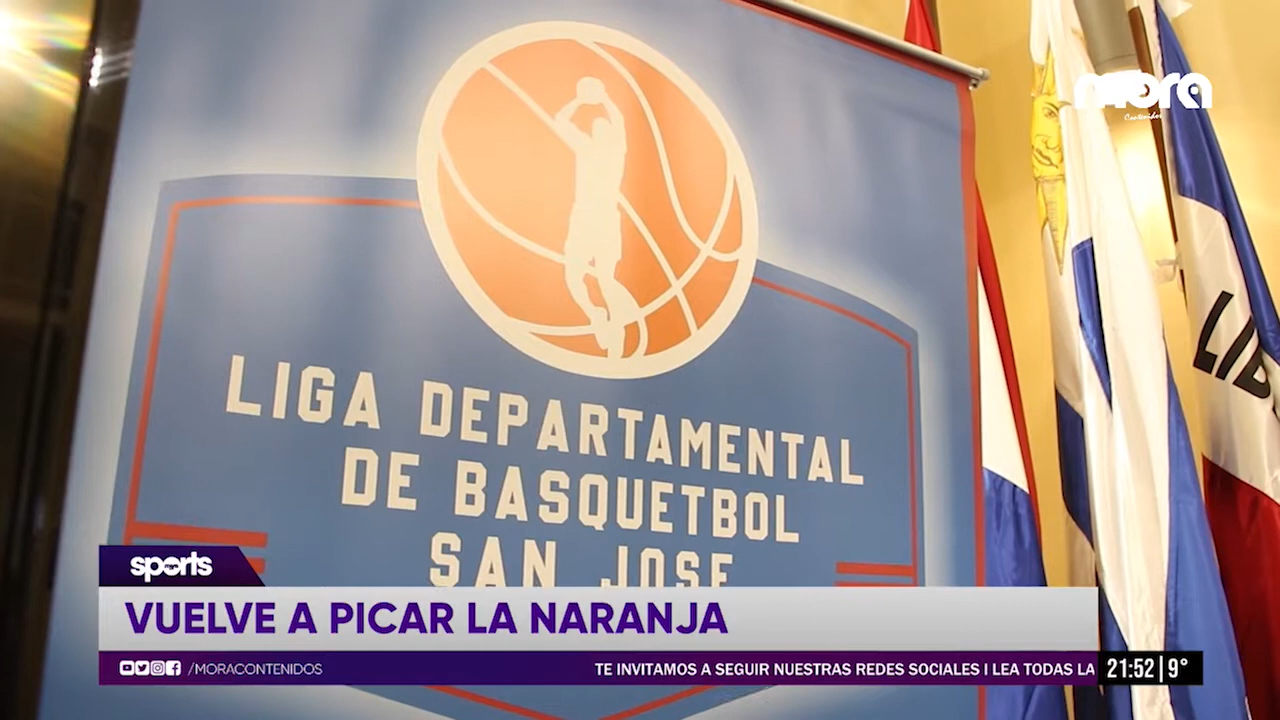 mora
Contenidos
LIGA DEPARTAMENTAL
DE BASQUETBOL
SAN JOSE
sports
VUELVE A PICAR LA NARANJA
/MORACONTENIDOS
TE INVITAMOS A SEGUIR NUESTRAS REDES SOCIALES I LEA TODAS LA
21:52 9°